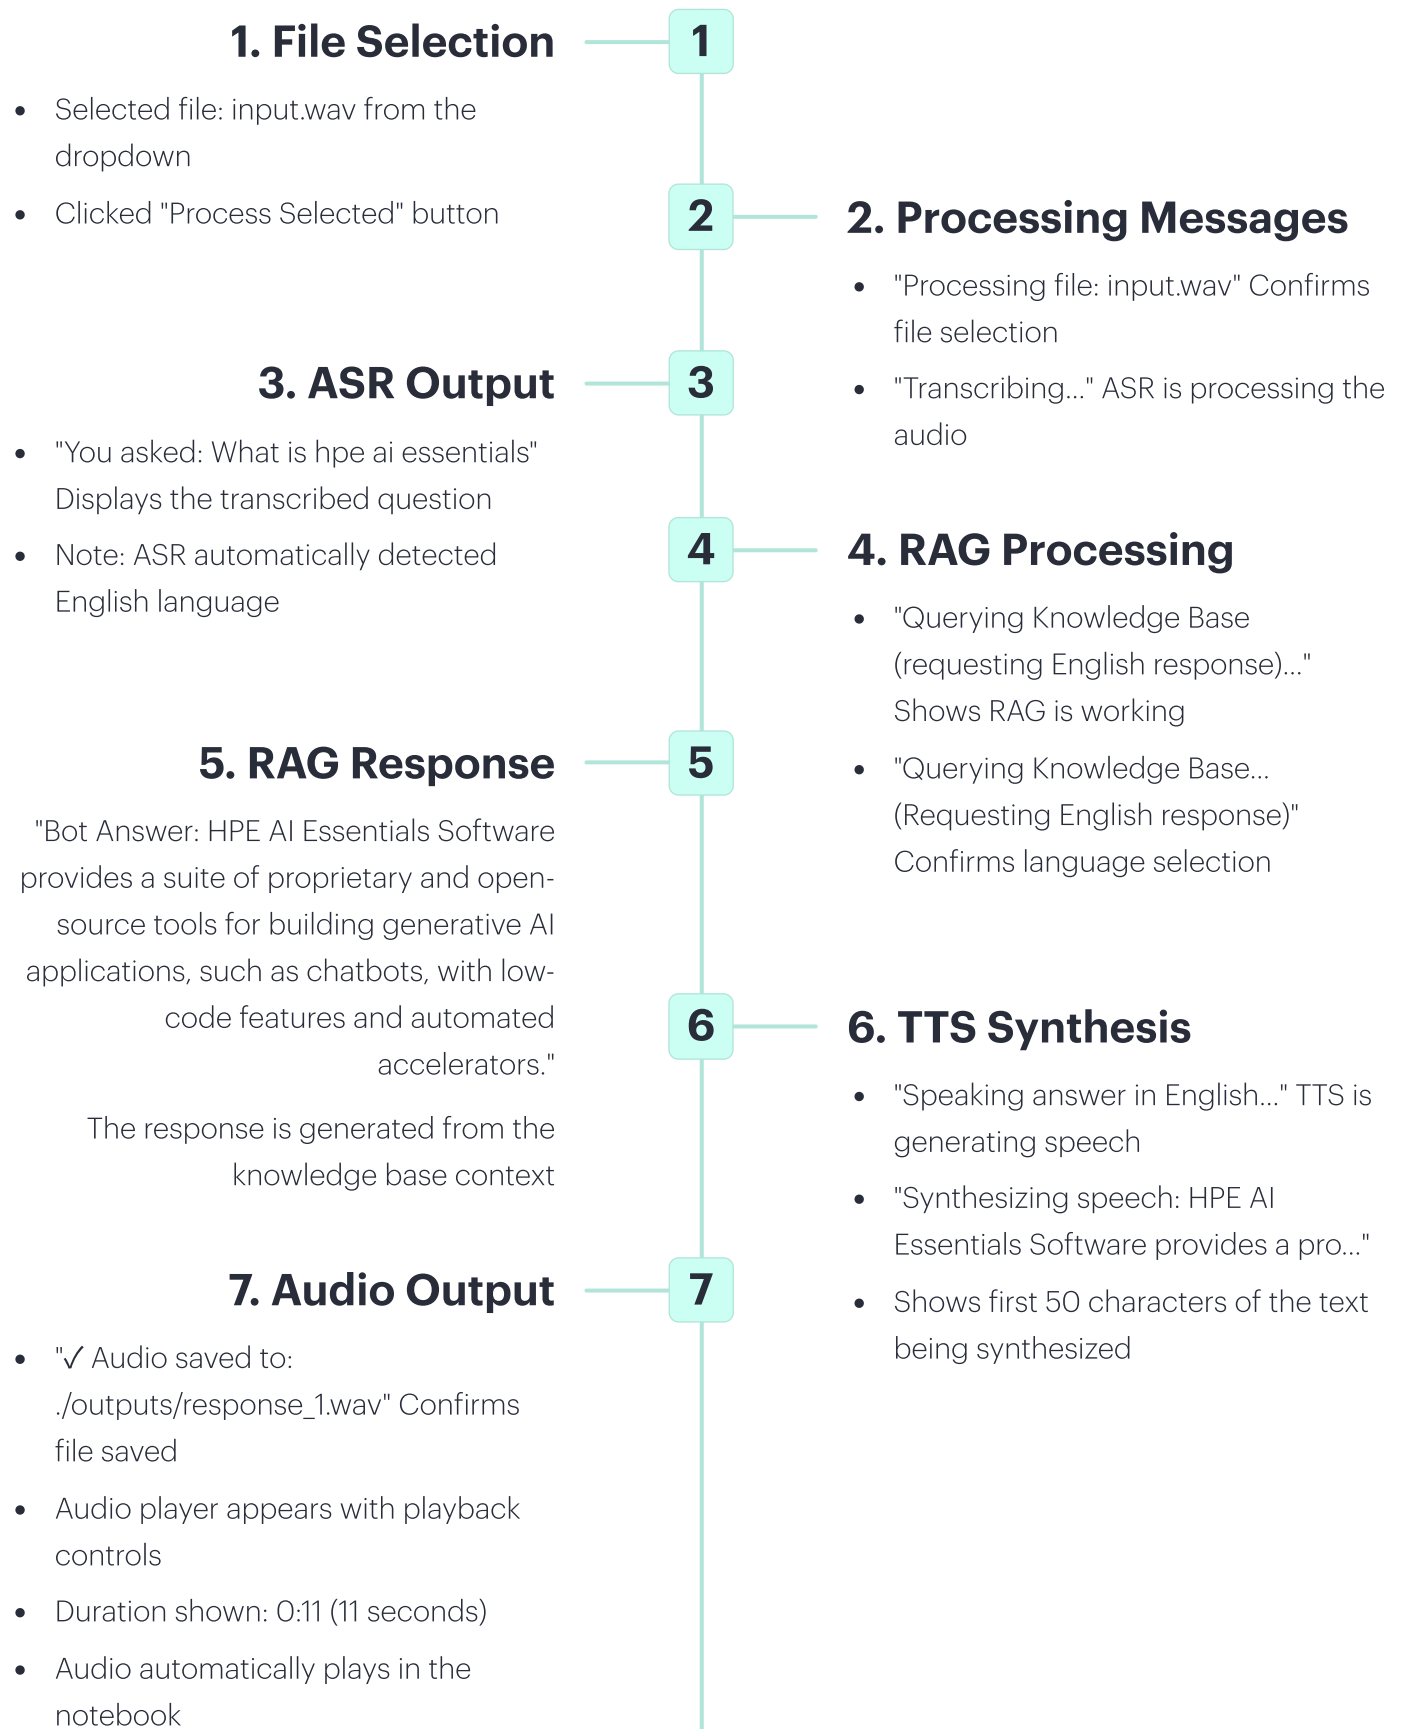 1. File Selection
1
Selected file: input.wav from the
dropdown
Clicked "Process Selected" button
2
2. Processing Messages
"Processing file: input.wav" Confirms
file selection
"Transcribing..." ASR is processing the
audio
3. ASR Output
3
"You asked: What is hpe ai essentials"
Displays the transcribed question
Note: ASR automatically detected
English language
4
4. RAG Processing
"Querying Knowledge Base
(requesting English response)..."
Shows RAG is working
"Querying Knowledge Base...
(Requesting English response)"
Confirms language selection
5. RAG Response
5
"Bot Answer: HPE AI Essentials Software
provides a suite of proprietary and open-
source tools for building generative AI
applications, such as chatbots, with low-
code features and automated
accelerators."
The response is generated from the
knowledge base context
6
6. TTS Synthesis
"Speaking answer in English..." TTS is
generating speech
"Synthesizing speech: HPE AI
Essentials Software provides a pro..."
Shows first 50 characters of the text
being synthesized
7. Audio Output
7
"✓ Audio saved to:
./outputs/response_1.wav" Confirms
file saved
Audio player appears with playback
controls
Duration shown: 0:11 (11 seconds)
Audio automatically plays in the
notebook